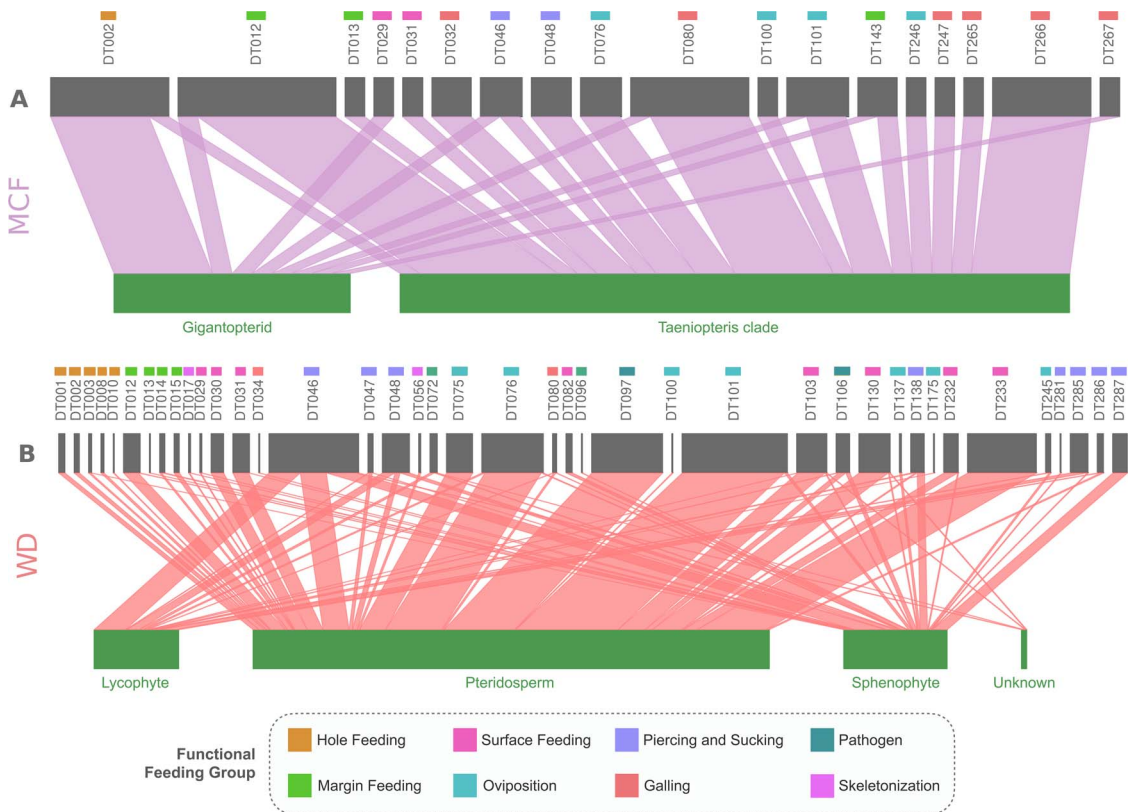 DT002
DT012
DT013
DT029
DT031
DT032
DT046
DT048
DT076
DT080
DT100
DT101
DT143
DT246
DT247
DT265
DT266
DT267
A
MCF
Gigantopterid
Taeniopteris clade
DT001
DT002
DT003
DT008
DT010
DT012
DT013
DT014
DT015
DT017
DT029
DT030
DT031
DT034
DT046
DT047
DT048
DT056
DT072
DT075
DT076
DT080
DT082
DT096
DT097
DT100
DT101
DT103
DT106
DT130
DT137
DT138
DT175
DT232
DT233
DT245
DT281
DT285
DT286
DT287
B
WD
Lycophyte
Pteridosperm
Sphenophyte
Unknown
Functional
Feeding Group
Hole Feeding
Surface Feeding
Piercing and Sucking
Pathogen
Margin Feeding
Oviposition
Galling
Skeletonization